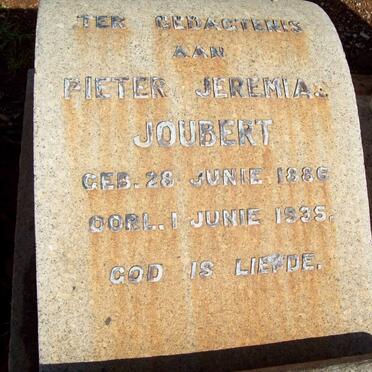 TER GEDAGTENIS
AAN
PIETER JEREMIAS
JOUBERT
GEB. 28 JUNIE 1886
OORL. 1 JUNIE 1935.
GOD IS LIEFDE.